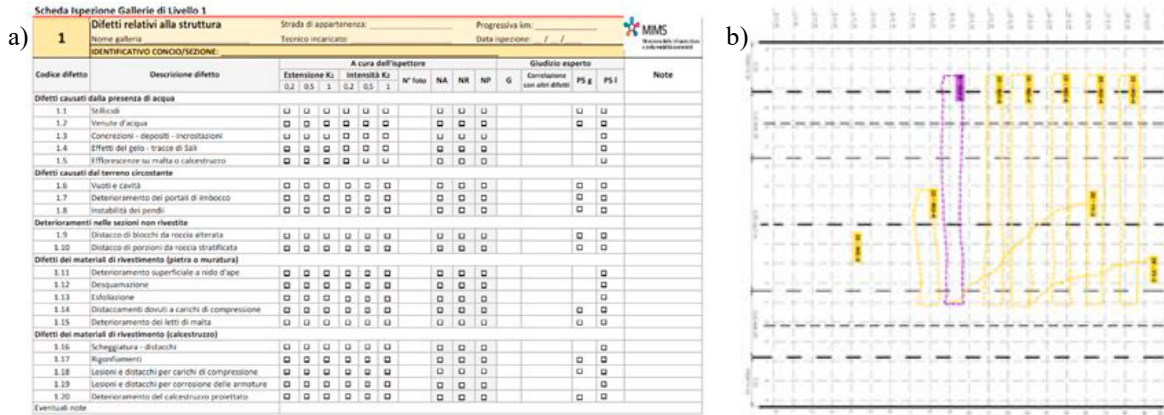 Scheda Ispezione Gallerie di Livello 1
a)
1
Difetti relativi alla struttura
Strada di appartenenza:
Progressiva km:
Nome galleria
Tecnico incaricato:
Data ispezione: _/_/_
IDENTIFICATIVO CONCIO/SEZIONE:
MIMS
b)
Codice difetto
Descrizione difetto
A cura dell'ispettore
Giudizio esperto
Note
Estensione K₁
Intensità K₂
N° foto
NA
NR
NP
G
Correlazione con altri difetti
PS g
PS l
0,2 0,5 1 0,2 0,5 1
Difetti causati dalla presenza di acqua
1.1 Stillicidi
1.2 Venute d'acqua
1.3 Concrezioni - depositi - incrostazioni
1.4 Effetti del gelo - tracce di Sali
1.5 Efflorescenze su malta o calcestruzzo
Difetti causati dal terreno circostante
1.6 Vuoti e cavità
1.7 Deterioramento dei portali di imbocco
1.8 Instabilità dei pendii
Deterioramenti nelle sezioni non rivestite
1.9 Distacco di blocchi da roccia alterata
1.10 Distacco di porzioni da roccia stratificata
Difetti dei materiali di rivestimento (pietra o muratura)
1.11 Deterioramento superficiale a nido d'ape
1.12 Desquamazione
1.13 Esfoliazione
1.14 Distaccamenti dovuti a carichi di compressione
1.15 Deterioramento dei letti di malta
Difetti dei materiali di rivestimento (calcestruzzo)
1.16 Scheggiatura - distacchi
1.17 Rigonfiamenti
1.18 Lesioni e distacchi per carichi di compressione
1.19 Lesioni e distacchi per corrosione delle armature
1.20 Deterioramento del calcestruzzo proiettato
Eventuali note